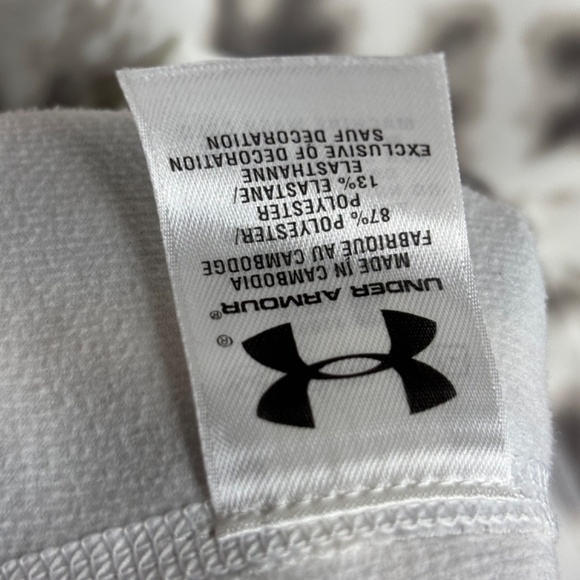 UNDER ARMOUR®
MADE IN CAMBODIA
FABRIQUÉ AU CAMBODGE
87% POLYESTER/
POLYESTER
13% ELASTANE/
ELASTHANNE
EXCLUSIVE OF DECORATION
SAUF DECORATION